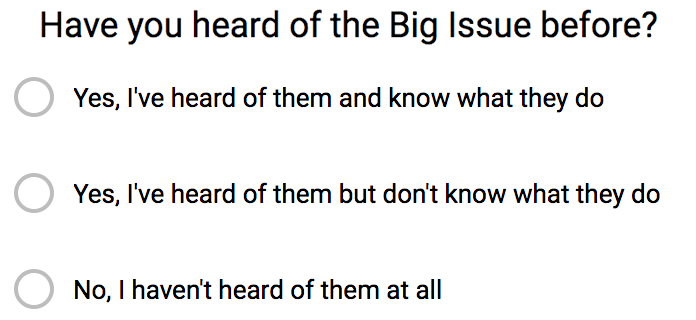 Have you heard of the Big Issue before?
Yes, I've heard of them and know what they do
Yes, I've heard of them but don't know what they do
No, I haven't heard of them at all